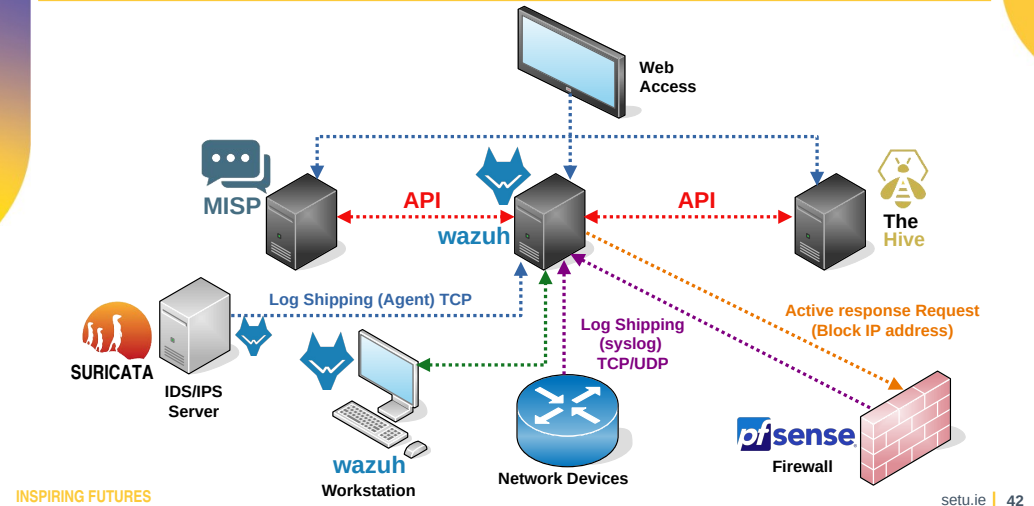 Web
Access
MISP
API
API
wazuh
The
Hive
Log Shipping (Agent) TCP
SURICATA
IDS/IPS
Server
Log Shipping
(syslog)
TCP/UDP
Active response Request
(Block IP address)
wazuh
Workstation
Network Devices
pfsense
Firewall
INSPIRING FUTURES
setu.ie | 42